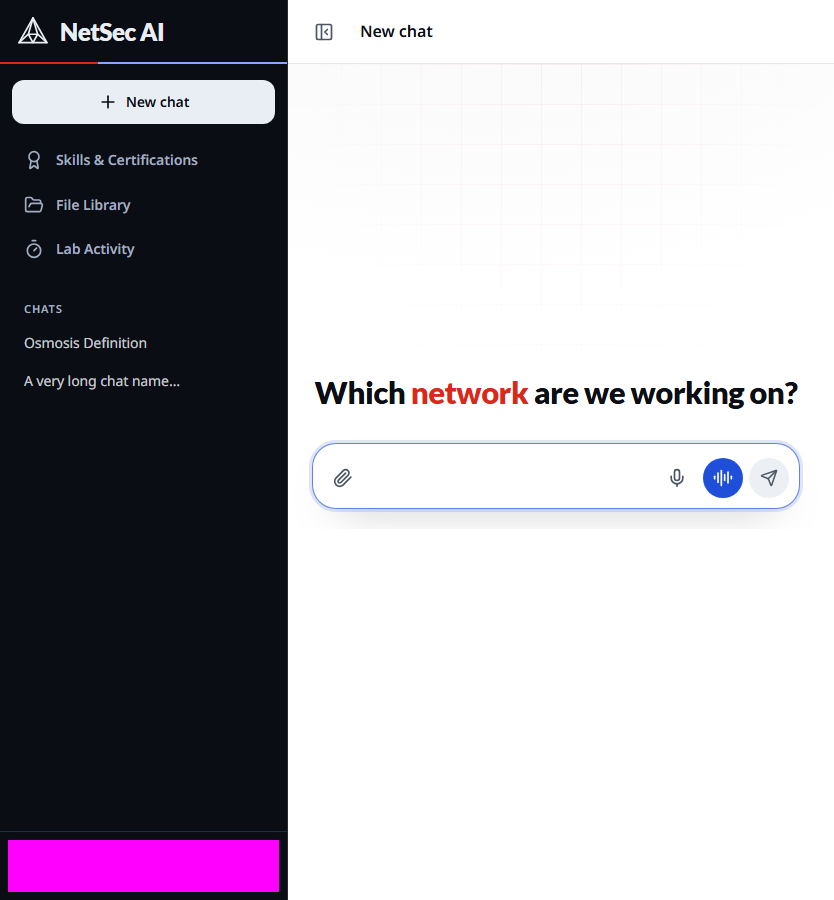 NetSec AI
New chat
New chat
Skills & Certifications
File Library
Lab Activity
CHATS
Osmosis Definition
A very long chat name...
Which network are we working on?